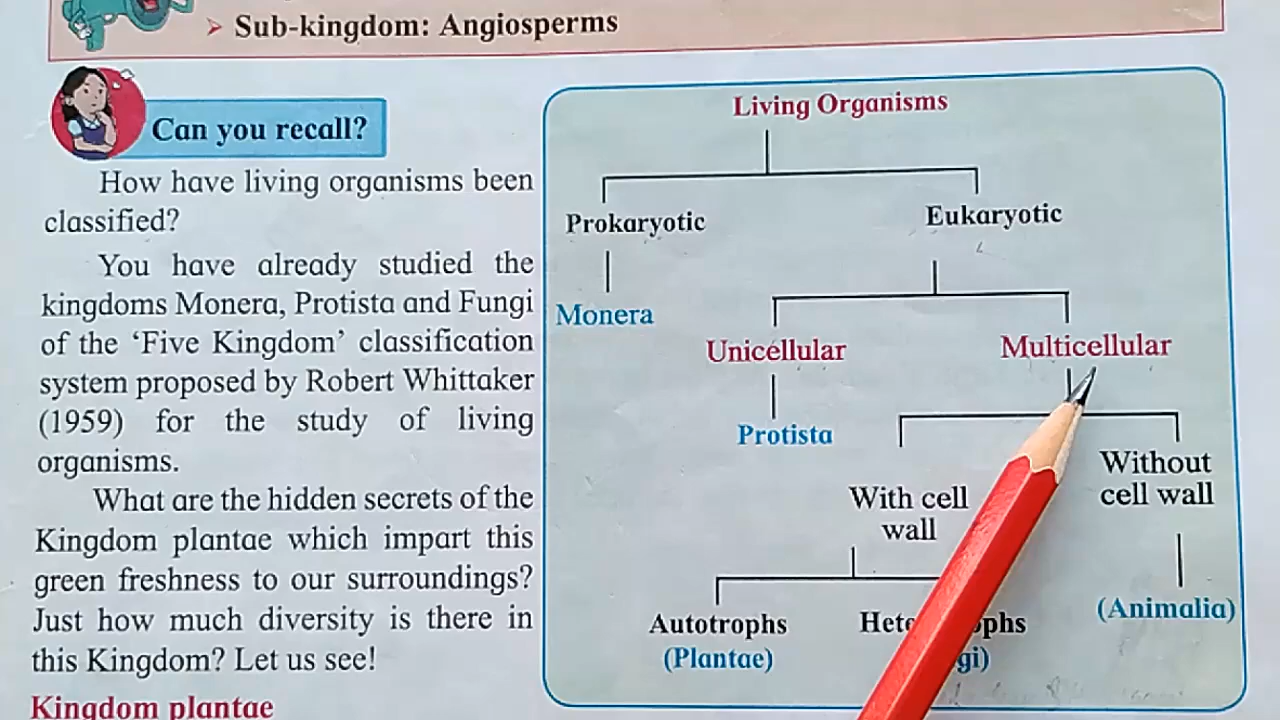 ➤ Sub-kingdom: Angiosperms
Can you recall?
How have living organisms been
classified?
You have already studied the
kingdoms Monera, Protista and Fungi
of the ‘Five Kingdom’ classification
system proposed by Robert Whittaker
(1959) for the study of living
organisms.
What are the hidden secrets of the
Kingdom plantae which impart this
green freshness to our surroundings?
Just how much diversity is there in
this Kingdom? Let us see!
Kingdom plantae
Living Organisms
Prokaryotic
Eukaryotic
Monera
Unicellular
Multicellular
Protista
With cell
wall
Without
cell wall
Autotrophs
(Plantae)
(Animalia)